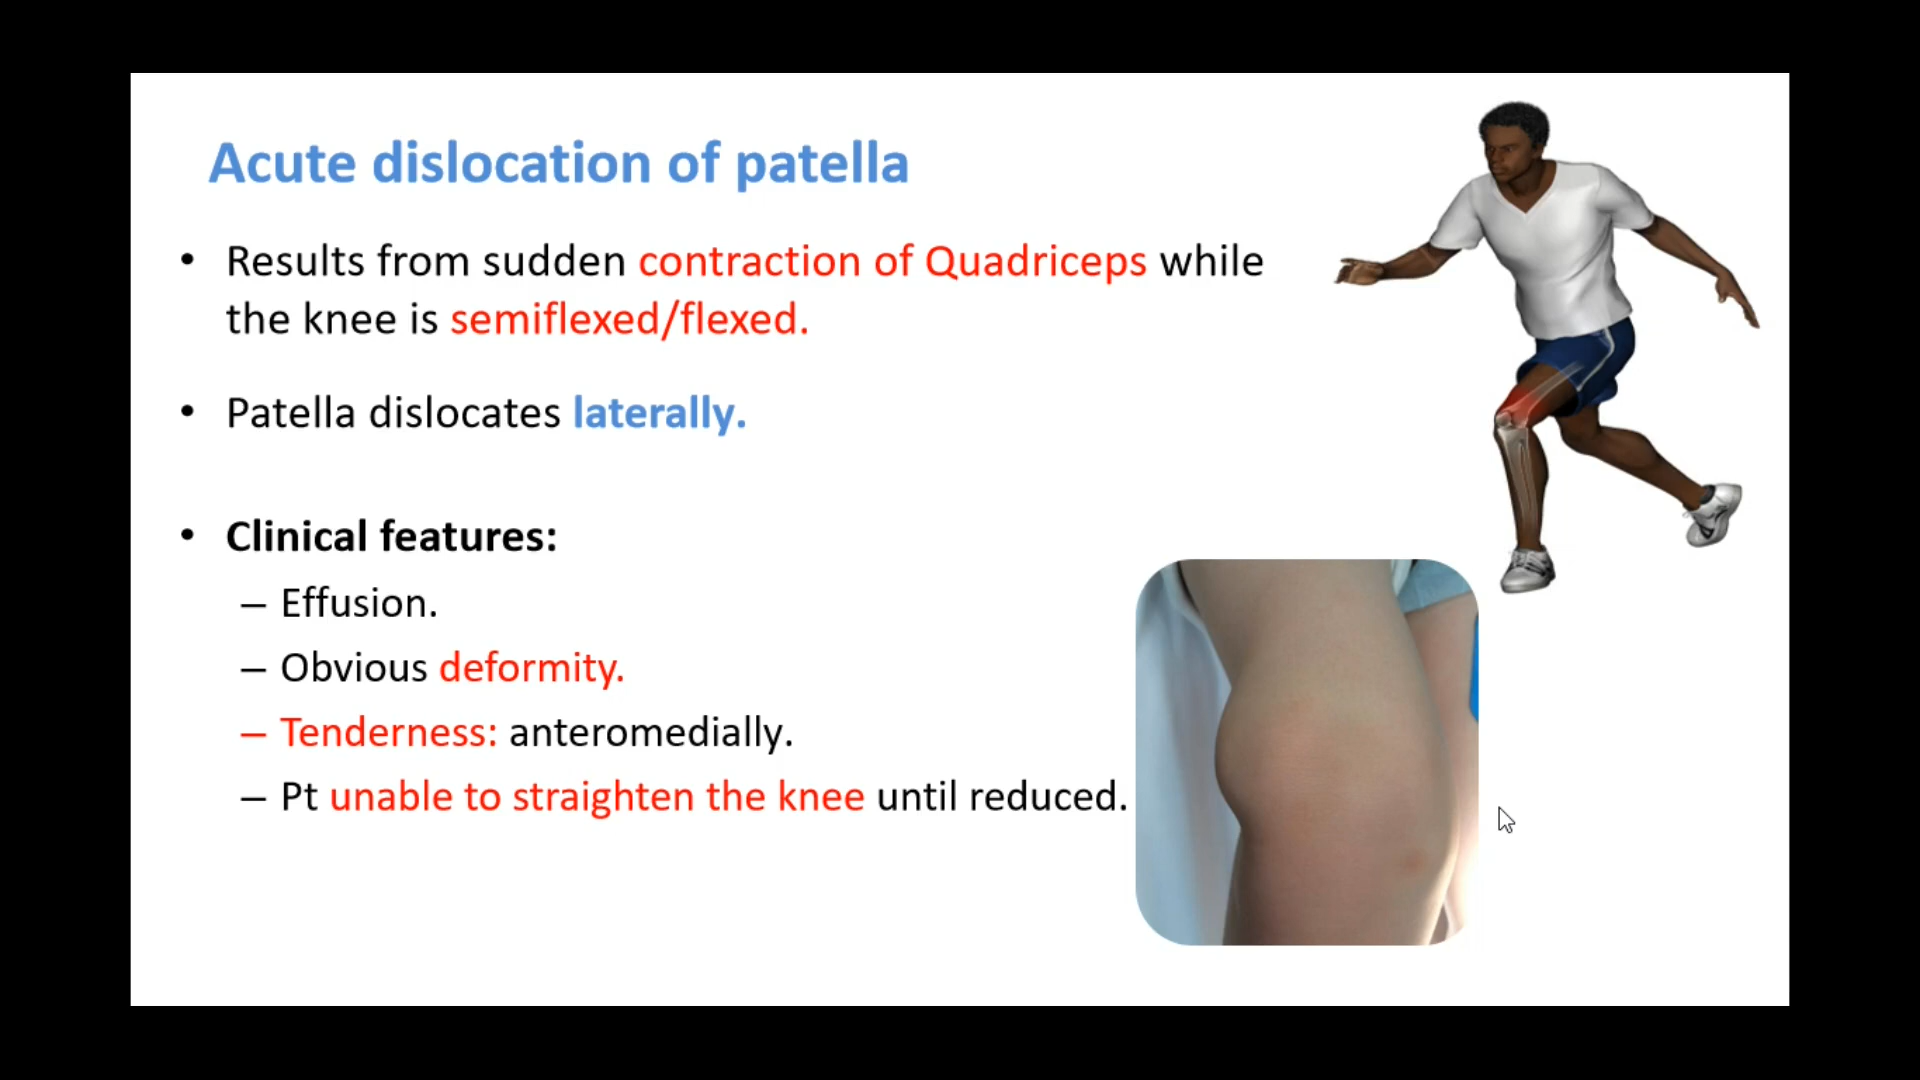 Acute dislocation of patella
• Results from sudden contraction of Quadriceps while
the knee is semiflexed/flexed.
• Patella dislocates laterally.
• Clinical features:
– Effusion.
– Obvious deformity.
– Tenderness: anteromedially.
– Pt unable to straighten the knee until reduced.